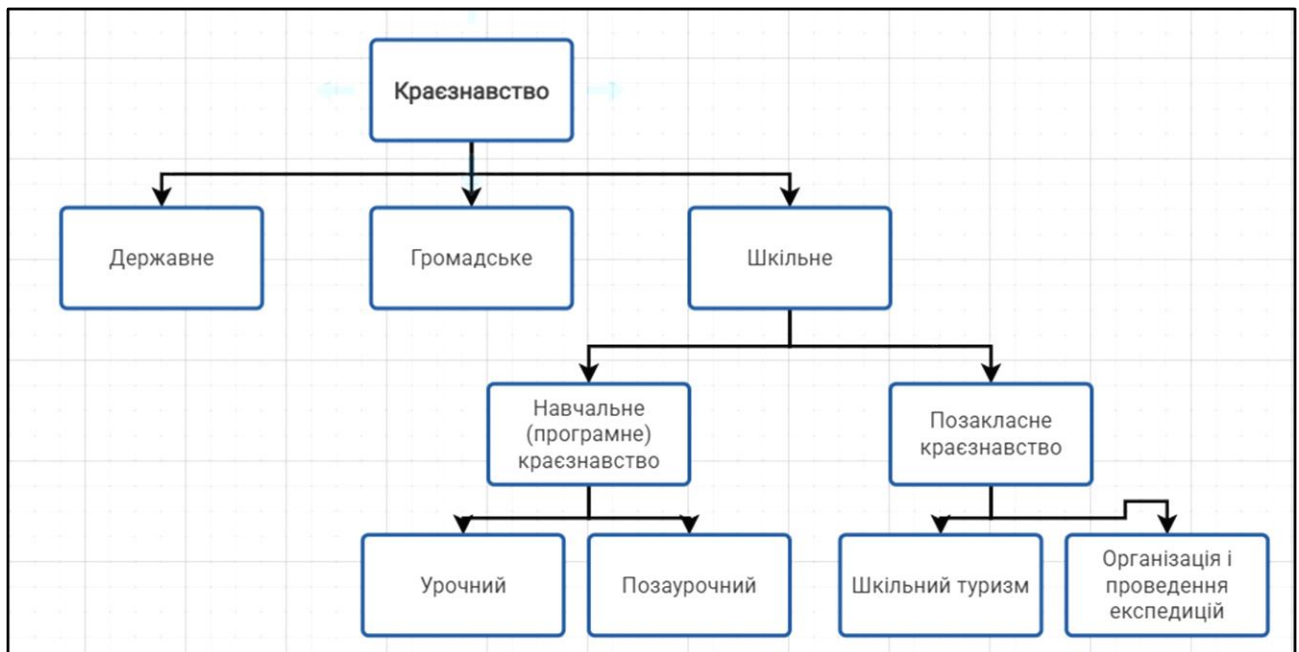 Краєзнавство
Державне
Громадське
Шкільне
Навчальне
(програмне)
краєзнавство
Позакласне
краєзнавство
Урочний
Позаурочний
Шкільний туризм
Організація і
проведення
експедицій